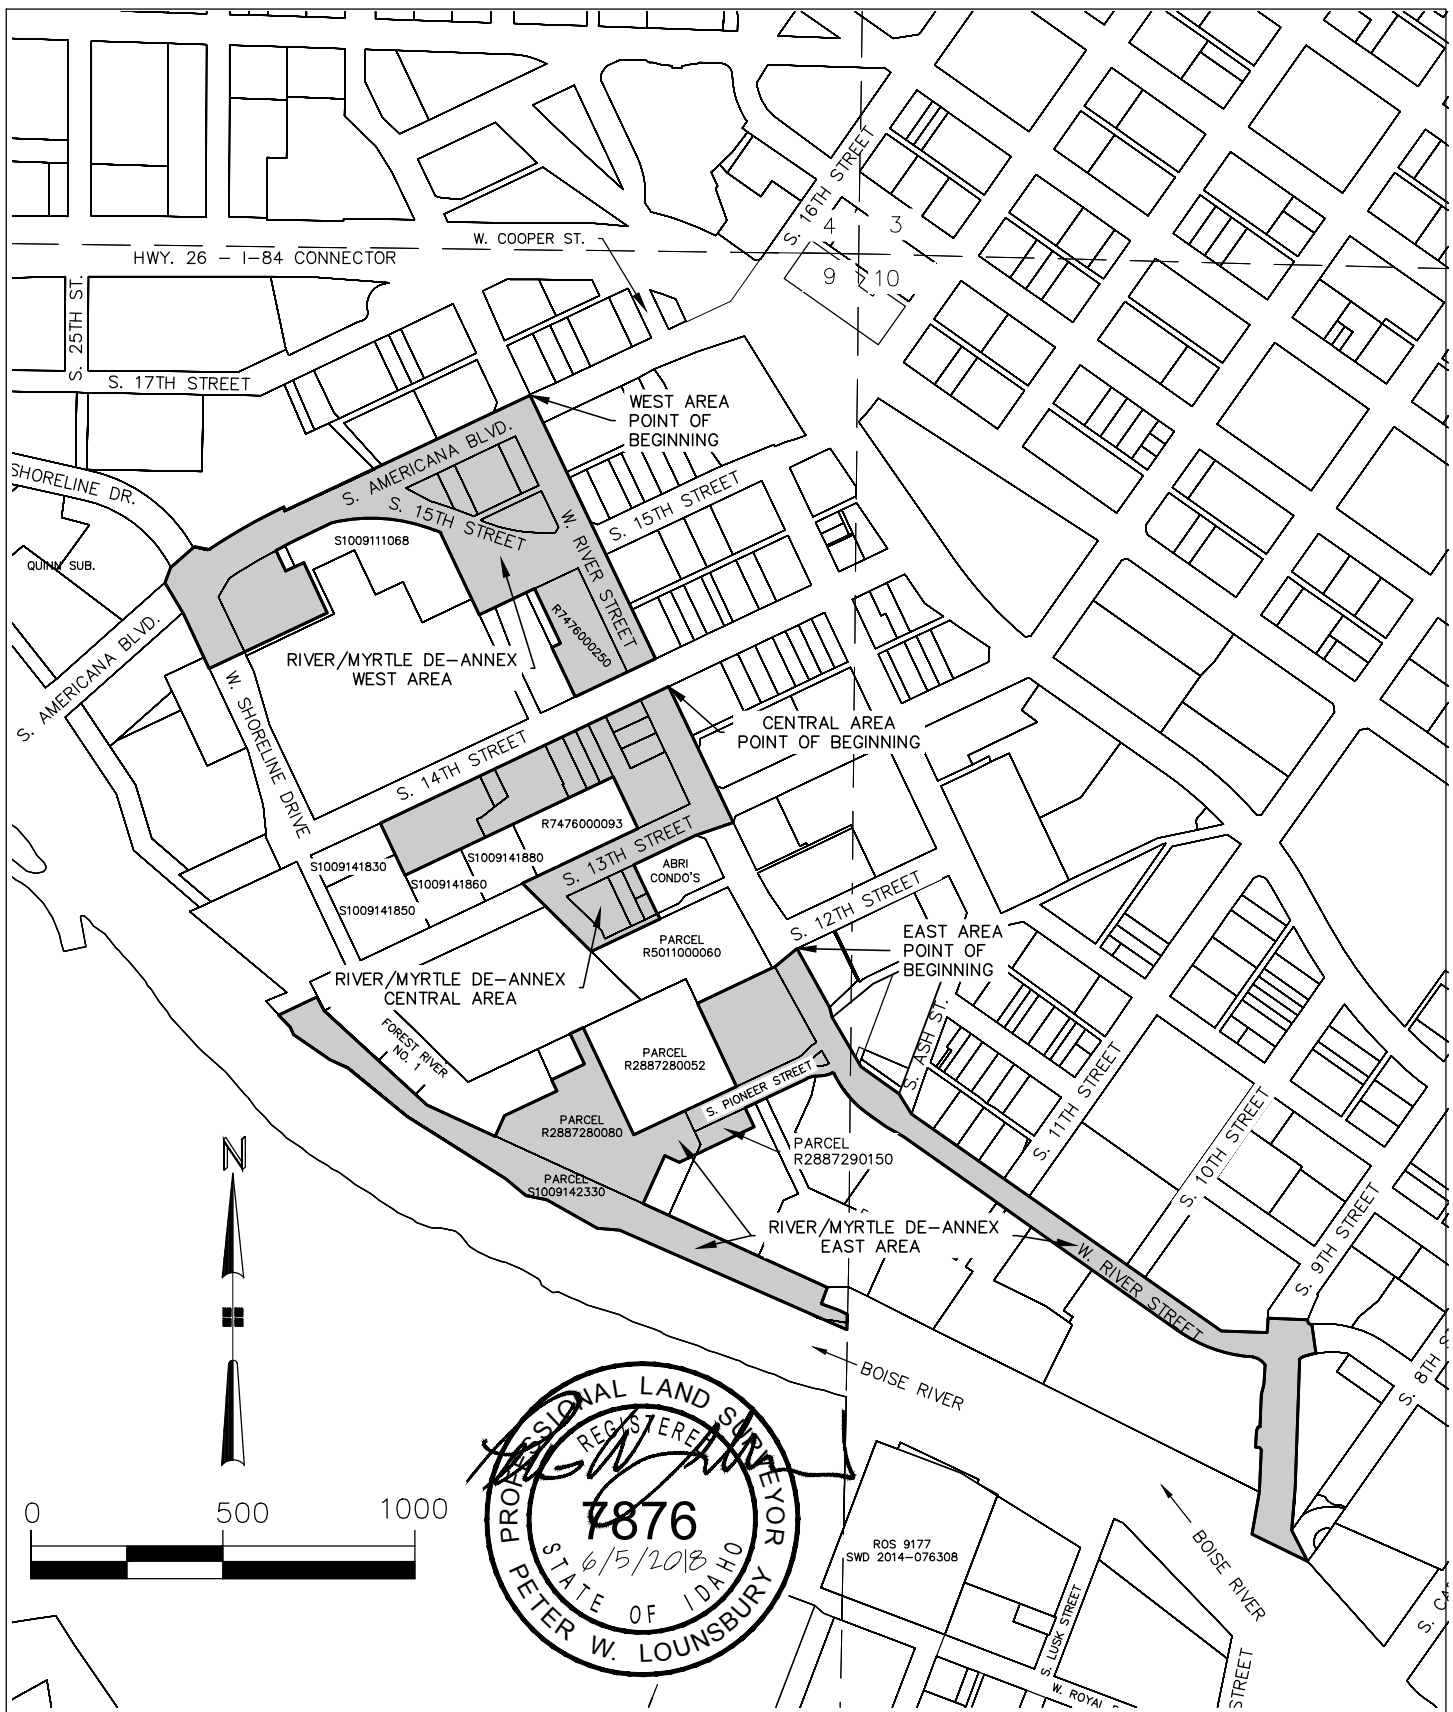 S. 16TH STREET
4
3
9
10
W. COOPER ST.
HWY. 26 – I–84 CONNECTOR
S. 25TH ST.
S. 17TH STREET
WEST AREA
POINT OF
BEGINNING
S. AMERICANA BLVD.
SHORELINE DR.
S. 15TH STREET
S. 15TH STREET
W. RIVER STREET
S1009111068
QUINN SUB.
R7476000250
S. AMERICANA BLVD.
RIVER/MYRTLE DE–ANNEX
WEST AREA
W. SHORELINE DRIVE
CENTRAL AREA
POINT OF BEGINNING
S. 14TH STREET
R7476000093
S1009141830
S1009141880
S. 13TH STREET
ABRI
CONDO'S
S1009141860
S1009141850
S. 12TH STREET
EAST AREA
POINT OF
BEGINNING
PARCEL
R5011000060
RIVER/MYRTLE DE–ANNEX
CENTRAL AREA
FOREST RIVER
NO. 1
PARCEL
R2887280052
S. ASH ST.
S. PIONEER STREET
S. 11TH STREET
PARCEL
R2887280080
PARCEL
R2887290150
S. 10TH STREET
N
PARCEL
S1009142330
RIVER/MYRTLE DE–ANNEX
EAST AREA
W. RIVER STREET
S. 9TH STREET
S. 8TH S
BOISE RIVER
PROFESSIONAL LAND SURVEYOR
REGISTERED
7876
6/5/2018
STATE OF IDAHO
PETER W. LOUNSBURY
0 500 1000
ROS 9177
SWD 2014–076308
BOISE RIVER
S. LUSK STREET
W. ROYAL
STREET
S. CA